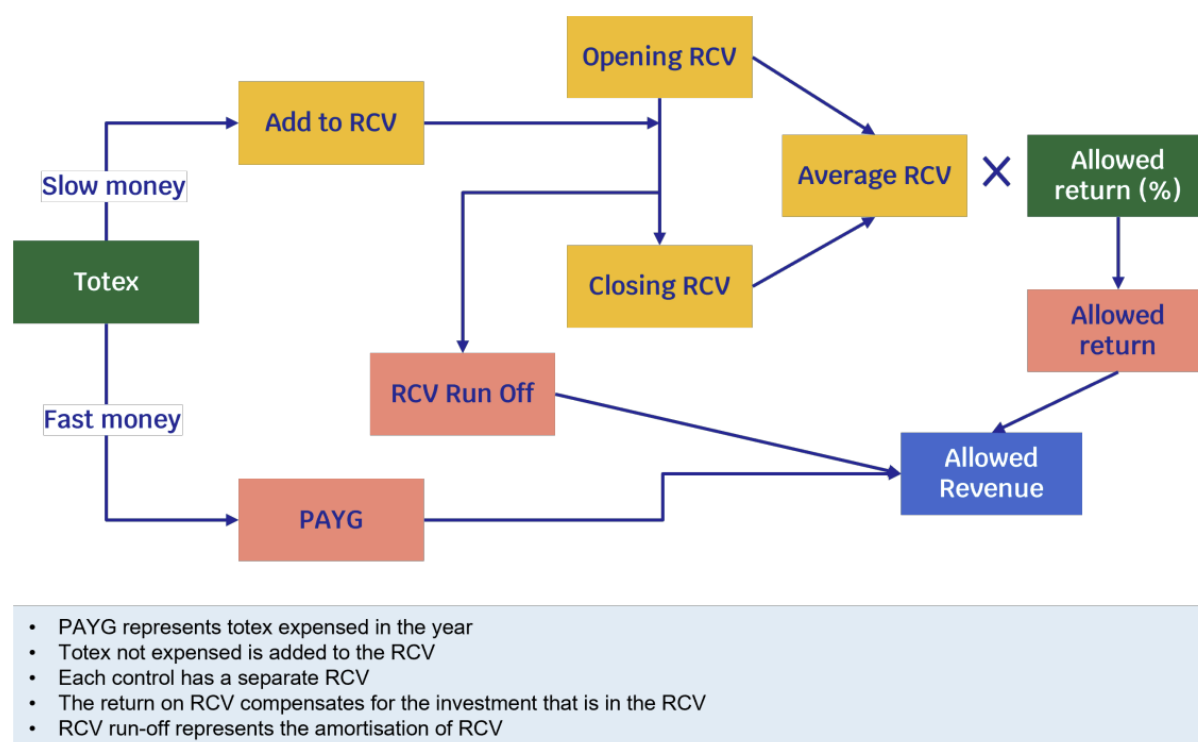 Opening RCV
Add to RCV
Slow money
Average RCV
×
Allowed
return (%)
Totex
Closing RCV
Allowed
return
RCV Run Off
Fast money
Allowed
Revenue
PAYG
• PAYG represents totex expensed in the year
• Totex not expensed is added to the RCV
• Each control has a separate RCV
• The return on RCV compensates for the investment that is in the RCV
• RCV run-off represents the amortisation of RCV